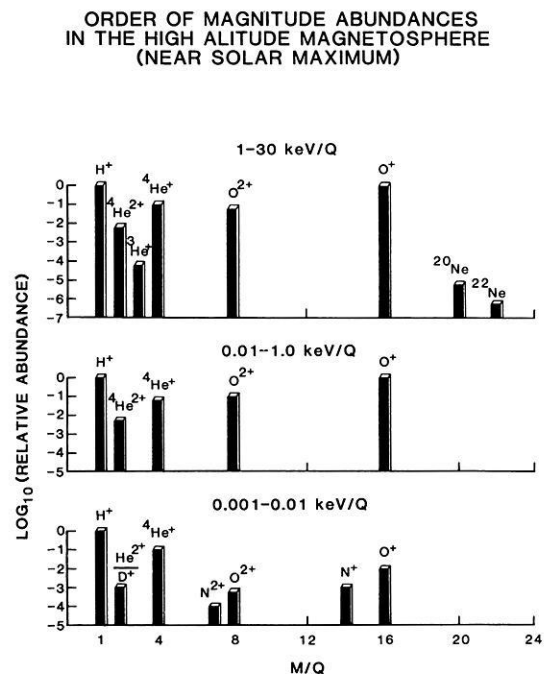 ORDER OF MAGNITUDE ABUNDANCES
IN THE HIGH ALITUDE MAGNETOSPHERE
(NEAR SOLAR MAXIMUM)
LOG₁₀ (RELATIVE ABUNDANCE)
1-30 keV/Q
H⁺
⁴He²⁺
³He⁺
⁴He⁺
O²⁺
O⁺
²⁰Ne
²²Ne
0
-1
-2
-3
-4
-5
-6
-7
0.01--1.0 keV/Q
H⁺
⁴He²⁺
⁴He⁺
O²⁺
O⁺
0
-1
-2
-3
-4
-5
0.001-0.01 keV/Q
H⁺
He²⁺
D⁺
⁴He⁺
N²⁺
O²⁺
N⁺
O⁺
0
-1
-2
-3
-4
-5
1 4 8 12 16 20 24
M/Q